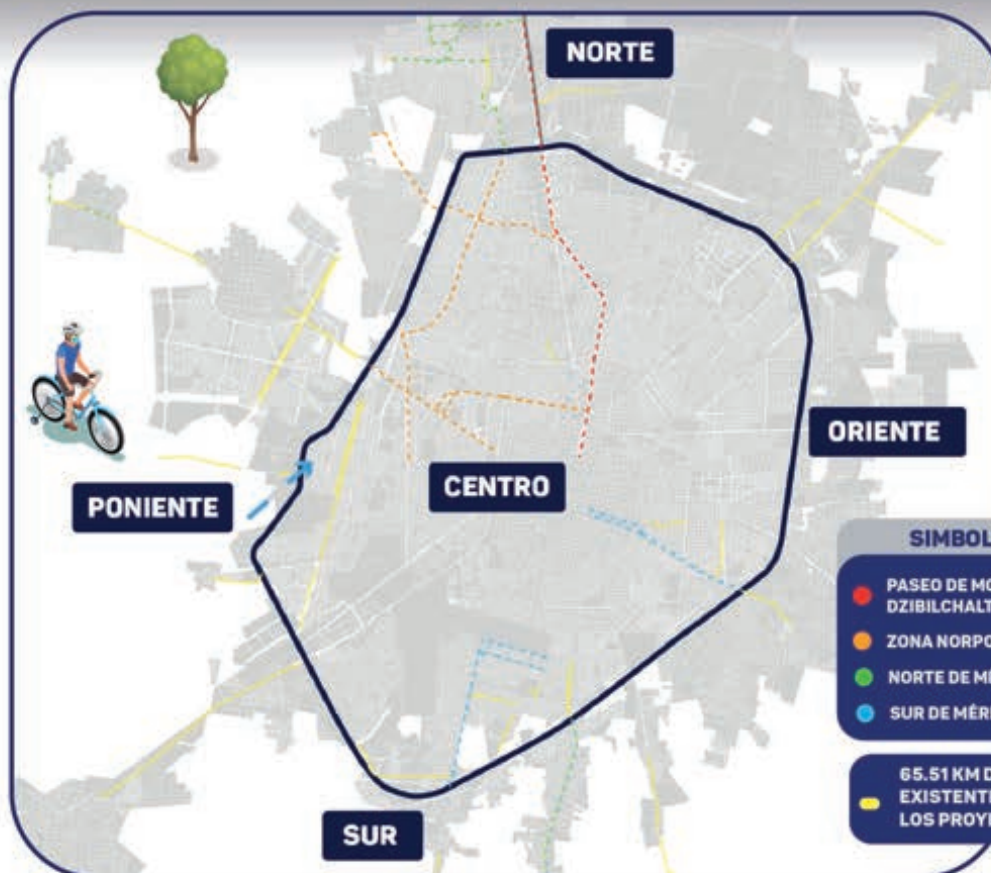 NORTE
ORIENTE
PONIENTE
CENTRO
SUR
SIMBOL
PASEO DE MO
DZIBILCHALT
ZONA NORPO
NORTE DE MÉ
SUR DE MÉR
65.51 KM D
EXISTENT
LOS PROY